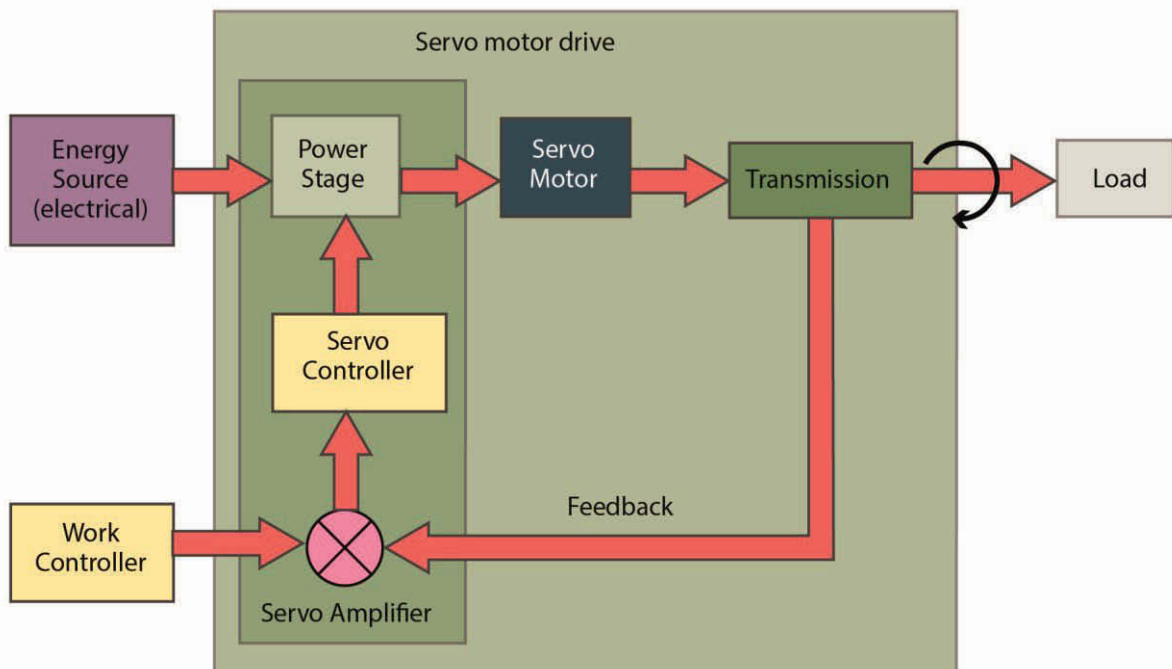 Servo motor drive
Energy
Source
(electrical)
Power
Stage
Servo
Motor
Transmission
Load
Servo
Controller
Feedback
Work
Controller
Servo Amplifier